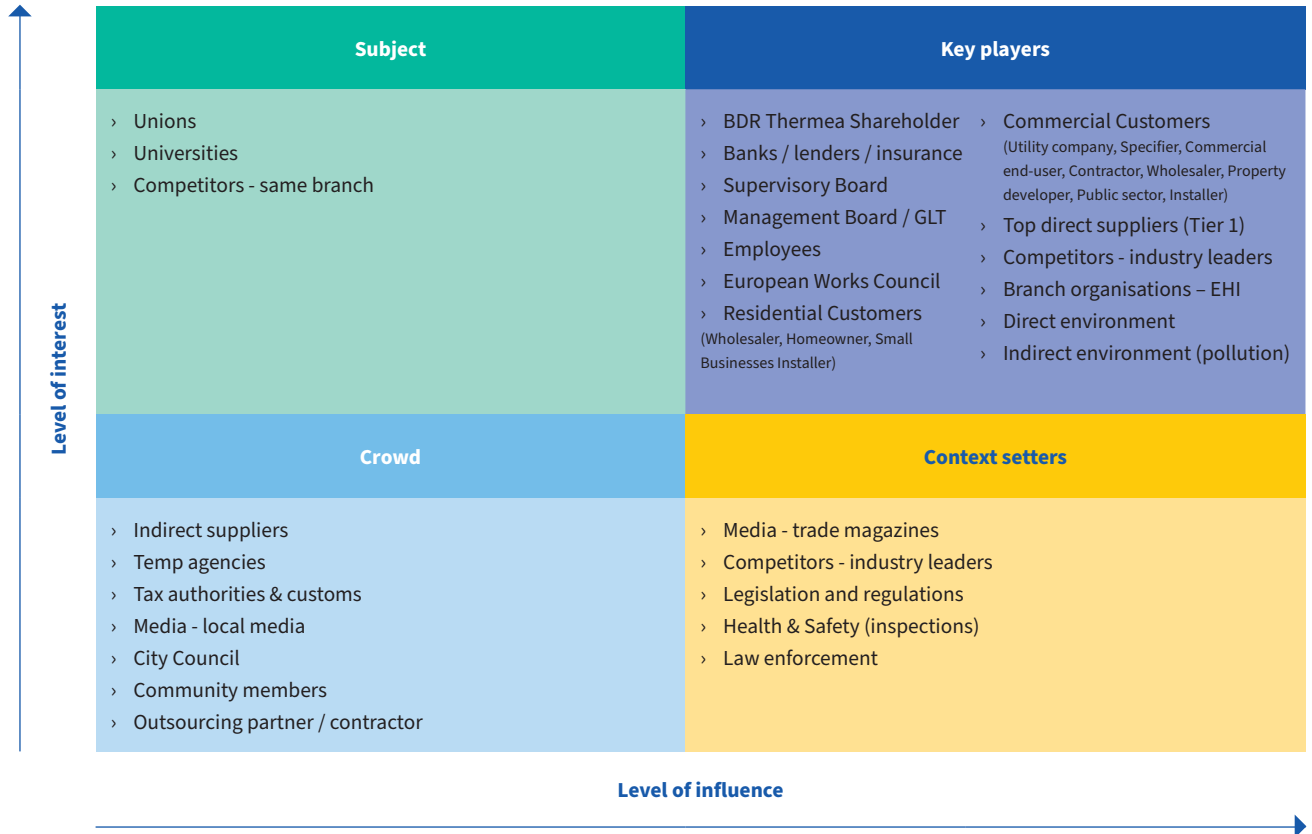 Subject
› Unions
› Universities
› Competitors - same branch
Key players
› BDR Thermea Shareholder
› Banks / lenders / insurance
› Supervisory Board
› Management Board / GLT
› Employees
› European Works Council
› Residential Customers
(Wholesaler, Homeowner, Small
Businesses Installer)
› Commercial Customers
(Utility company, Specifier, Commercial
end-user, Contractor, Wholesaler, Property
developer, Public sector, Installer)
› Top direct suppliers (Tier 1)
› Competitors - industry leaders
› Branch organisations – EHI
› Direct environment
› Indirect environment (pollution)
Level of interest
Crowd
› Indirect suppliers
› Temp agencies
› Tax authorities & customs
› Media - local media
› City Council
› Community members
› Outsourcing partner / contractor
Context setters
› Media - trade magazines
› Competitors - industry leaders
› Legislation and regulations
› Health & Safety (inspections)
› Law enforcement
Level of influence